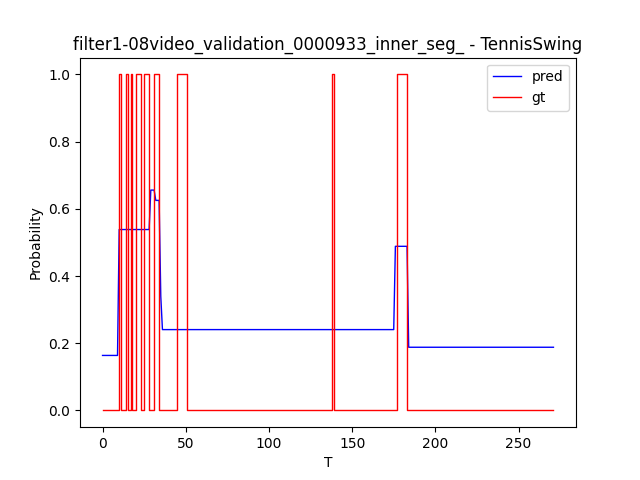 filter1-08video_validation_0000933_inner_seg_ - TennisSwing
pred
gt
1.0
0.8
0.6
0.4
0.2
0.0
Probability
0
50
100
150
200
250
T